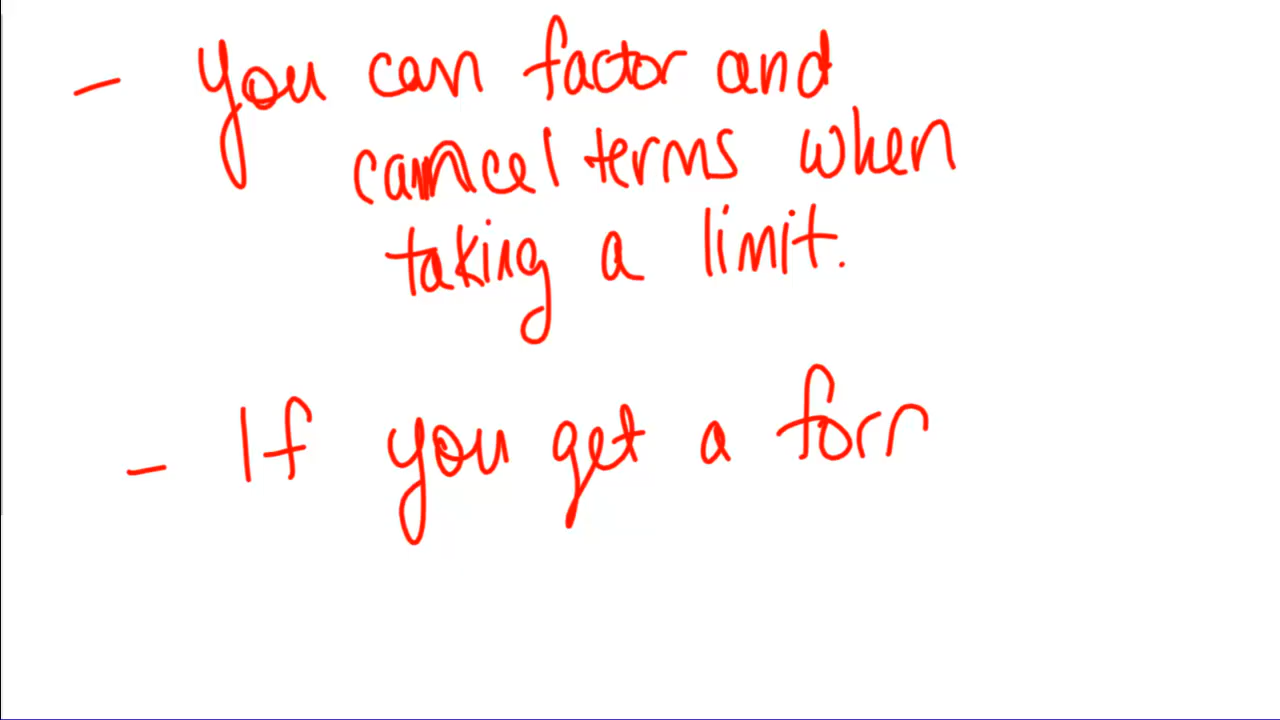 - You can factor and
cancel terms when
taking a limit.
- If you get a forr